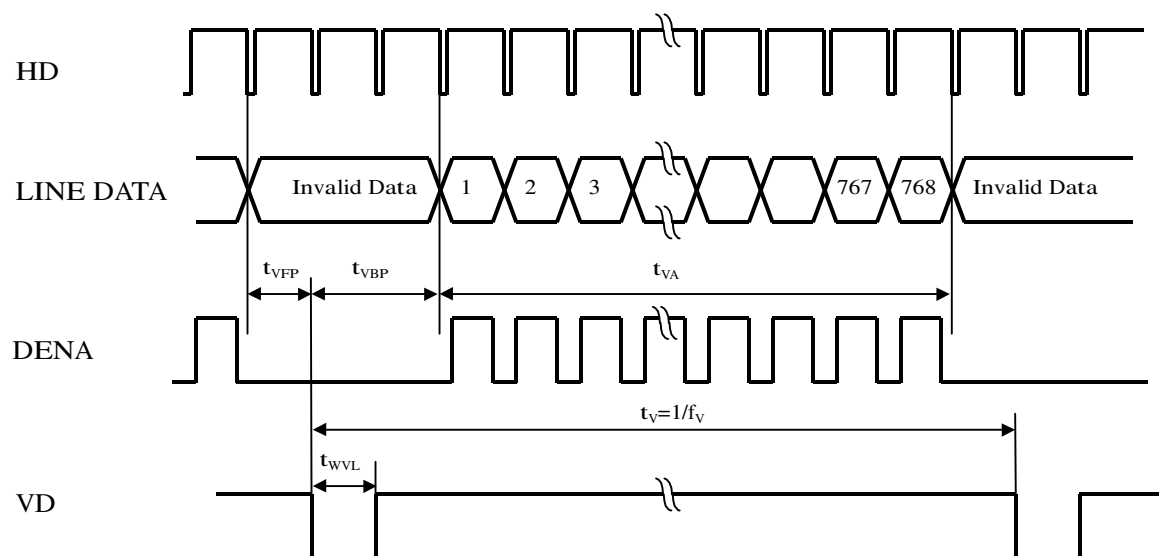 HD
LINE DATA
Invalid Data 1 2 3 767 768 Invalid Data
tVFP tVBP tVA
DENA
tV=1/fV
tWVL
VD